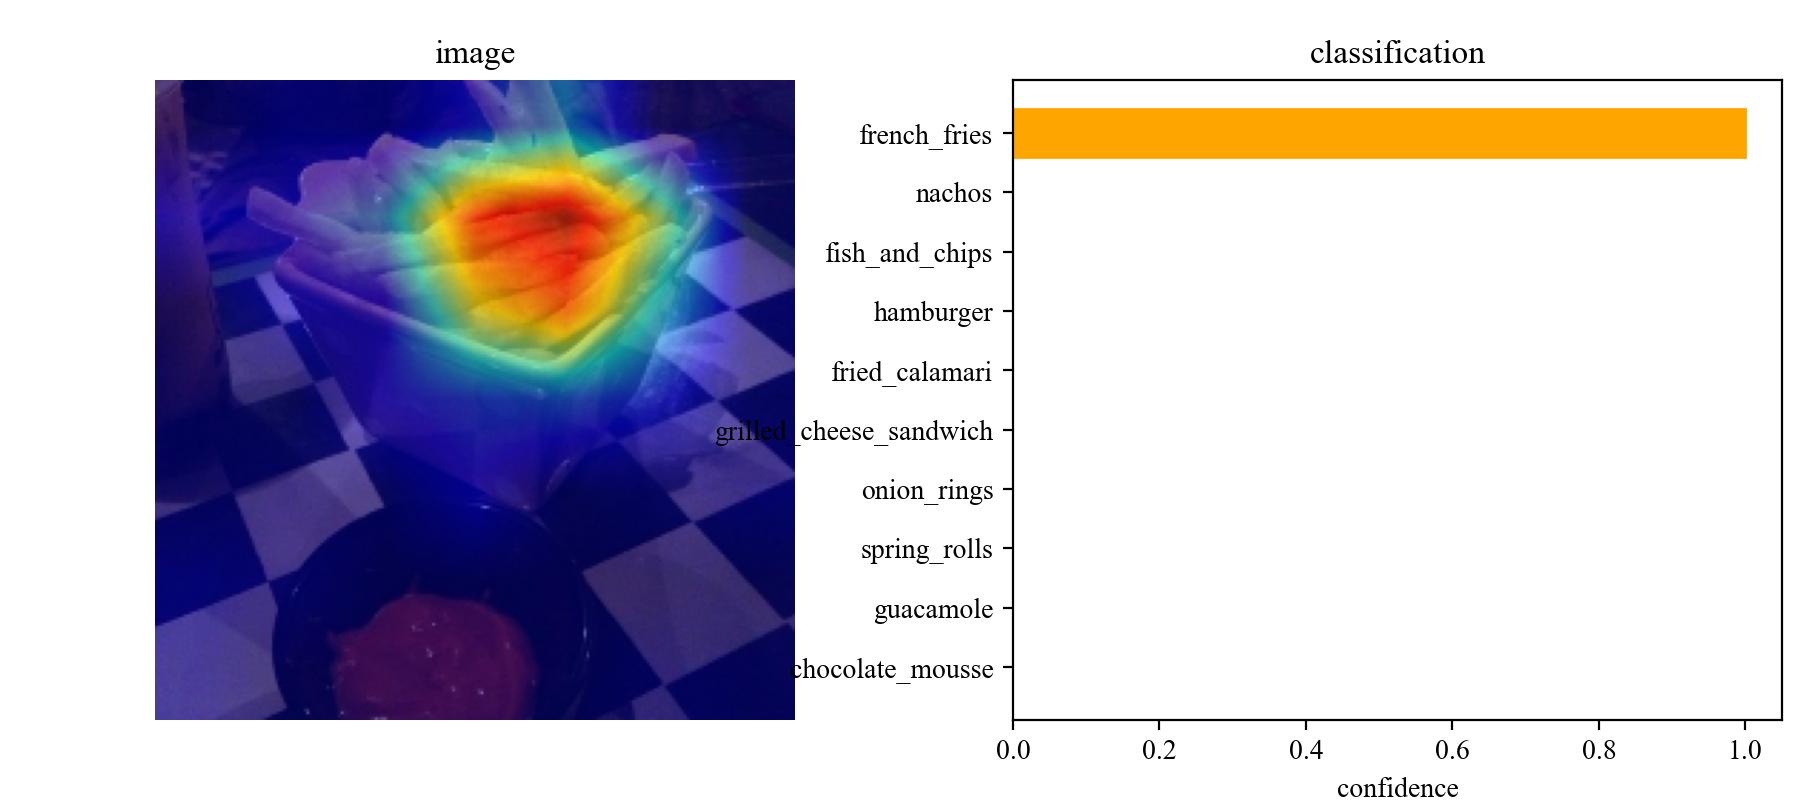 image
classification
french_fries
nachos
fish_and_chips
hamburger
fried_calamari
grilled_cheese_sandwich
onion_rings
spring_rolls
guacamole
chocolate_mousse
0.0 0.2 0.4 0.6 0.8 1.0
confidence